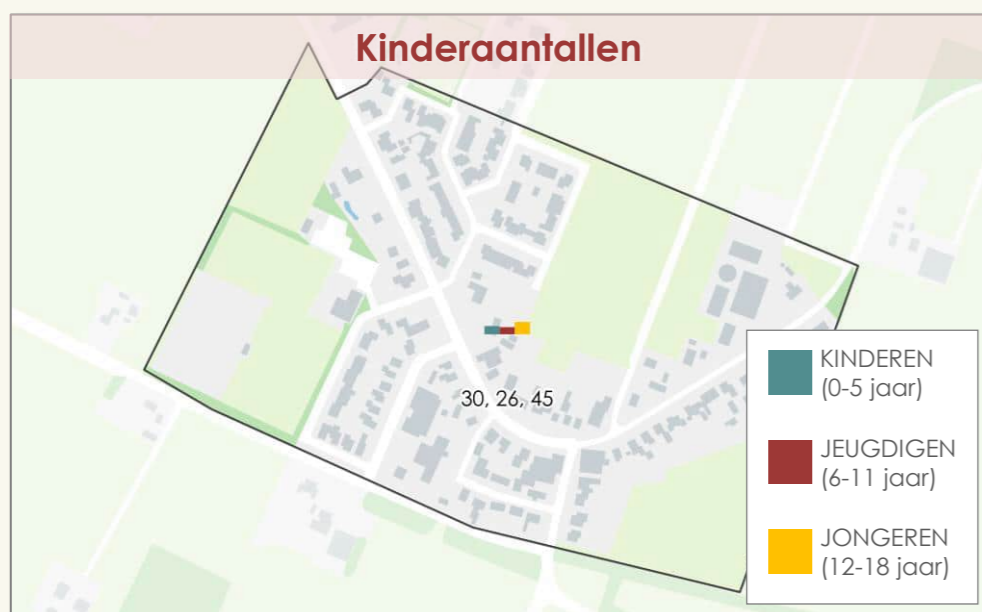 Kinderaantallen
30, 26, 45
KINDEREN
(0-5 jaar)
JEUGDIGEN
(6-11 jaar)
JONGEREN
(12-18 jaar)